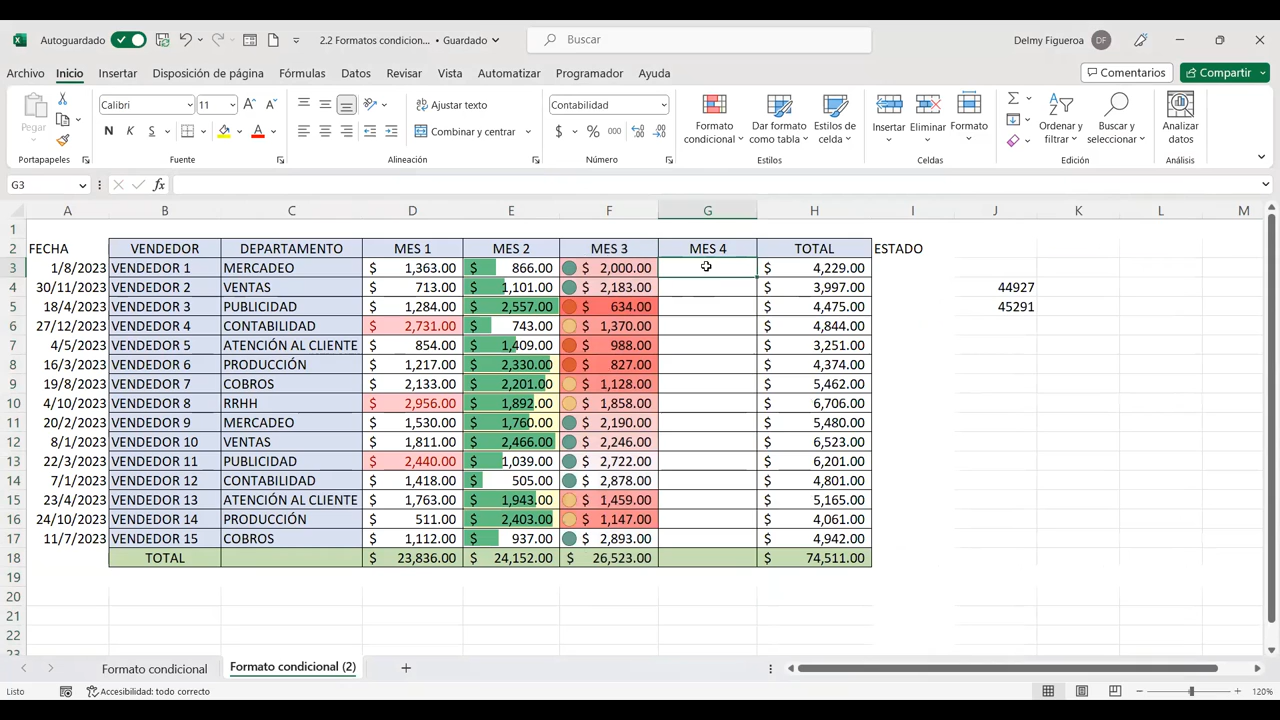 Autoguardado 2.2 Formatos condicion... • Guardado Buscar Delmy Figueroa DF
Archivo Inicio Insertar Disposición de página Fórmulas Datos Revisar Vista Automatizar Programador Ayuda Comentarios Compartir
Pegar Calibri 11 Ajustar texto Contabilidad Formato condicional Dar formato como tabla Estilos de celda Insertar Eliminar Formato Ordenar y filtrar Buscar y seleccionar Analizar datos
N K S Combinar y centrar $ % 000
Portapapeles Fuente Alineación Número Estilos Celdas Edición Análisis
G3 fx
A B C D E F G H I J K L M
1
2 FECHA VENDEDOR DEPARTAMENTO MES 1 MES 2 MES 3 MES 4 TOTAL ESTADO
3 1/8/2023 VENDEDOR 1 MERCADEO $ 1,363.00 $ 866.00 $ 2,000.00 $ 4,229.00
4 30/11/2023 VENDEDOR 2 VENTAS $ 713.00 $ 1,101.00 $ 2,183.00 $ 3,997.00 44927
5 18/4/2023 VENDEDOR 3 PUBLICIDAD $ 1,284.00 $ 2,557.00 $ 634.00 $ 4,475.00 45291
6 27/12/2023 VENDEDOR 4 CONTABILIDAD $ 2,731.00 $ 743.00 $ 1,370.00 $ 4,844.00
7 4/5/2023 VENDEDOR 5 ATENCIÓN AL CLIENTE $ 854.00 $ 1,409.00 $ 988.00 $ 3,251.00
8 16/3/2023 VENDEDOR 6 PRODUCCIÓN $ 1,217.00 $ 2,330.00 $ 827.00 $ 4,374.00
9 19/8/2023 VENDEDOR 7 COBROS $ 2,133.00 $ 2,201.00 $ 1,128.00 $ 5,462.00
10 4/10/2023 VENDEDOR 8 RRHH $ 2,956.00 $ 1,892.00 $ 1,858.00 $ 6,706.00
11 20/2/2023 VENDEDOR 9 MERCADEO $ 1,530.00 $ 1,760.00 $ 2,190.00 $ 5,480.00
12 8/1/2023 VENDEDOR 10 VENTAS $ 1,811.00 $ 2,466.00 $ 2,246.00 $ 6,523.00
13 22/3/2023 VENDEDOR 11 PUBLICIDAD $ 2,440.00 $ 1,039.00 $ 2,722.00 $ 6,201.00
14 7/1/2023 VENDEDOR 12 CONTABILIDAD $ 1,418.00 $ 505.00 $ 2,878.00 $ 4,801.00
15 23/4/2023 VENDEDOR 13 ATENCIÓN AL CLIENTE $ 1,763.00 $ 1,943.00 $ 1,459.00 $ 5,165.00
16 24/10/2023 VENDEDOR 14 PRODUCCIÓN $ 511.00 $ 2,403.00 $ 1,147.00 $ 4,061.00
17 11/7/2023 VENDEDOR 15 COBROS $ 1,112.00 $ 937.00 $ 2,893.00 $ 4,942.00
18 TOTAL $ 23,836.00 $ 24,152.00 $ 26,523.00 $ 74,511.00
19
20
21
22
23
Formato condicional Formato condicional (2)
Listo Accesibilidad: todo correcto 120%